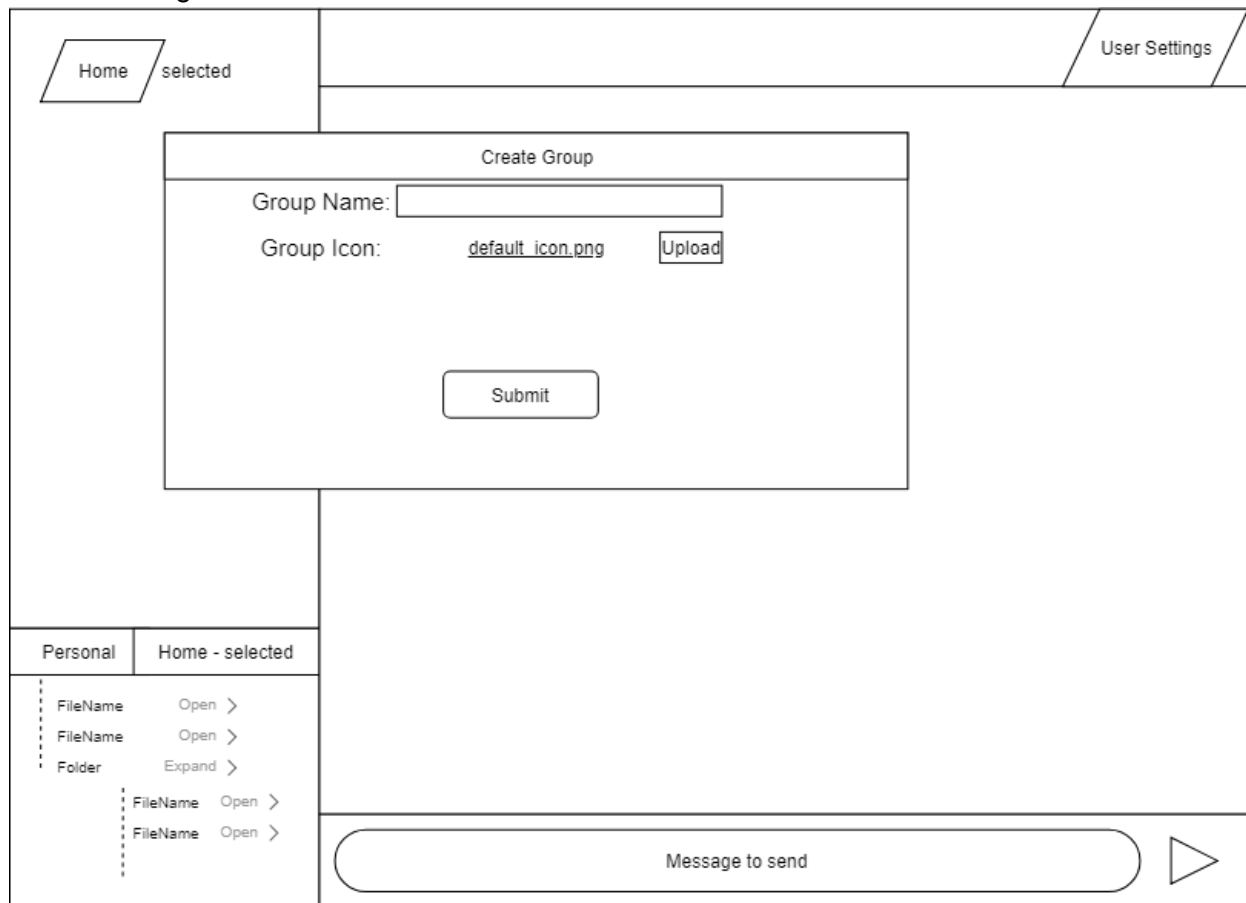 Home selected
User Settings
Create Group
Group Name:
Group Icon: default_icon.png Upload
Submit
Personal Home - selected
FileName Open
FileName Open
Folder Expand
FileName Open
FileName Open
Message to send